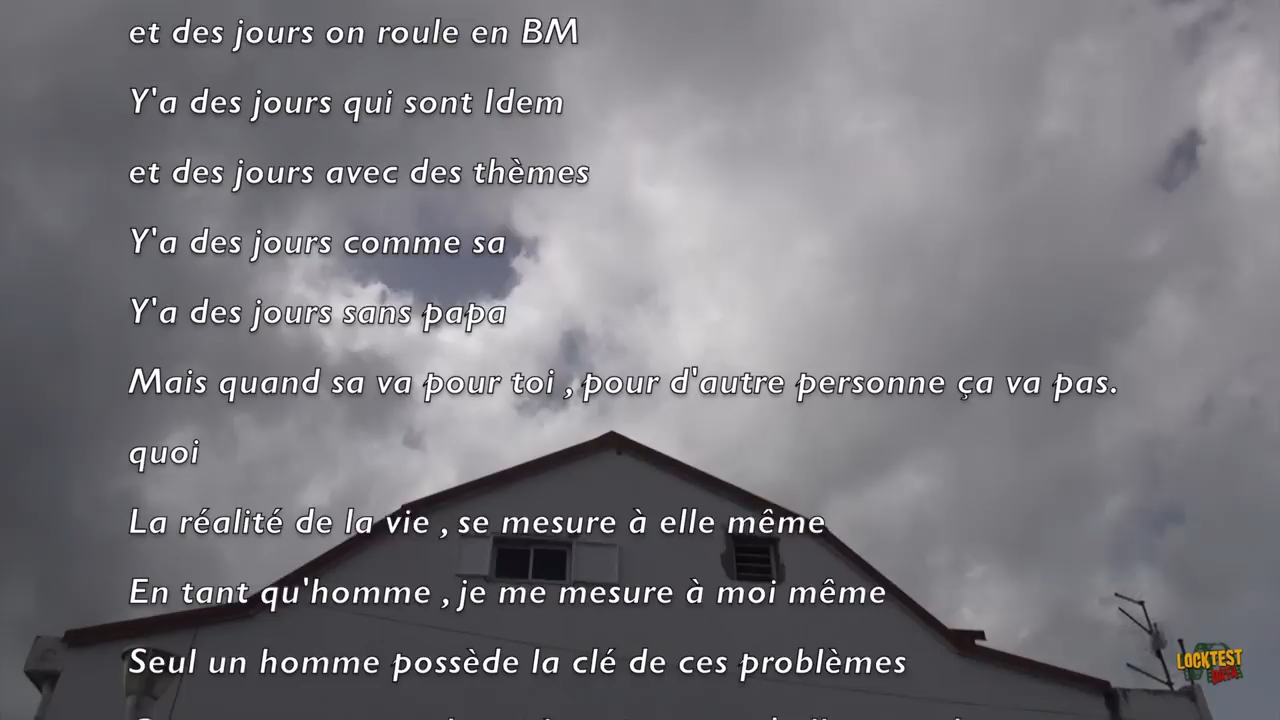 et des jours on roule en BM
Y'a des jours qui sont Idem
et des jours avec des thèmes
Y'a des jours comme sa
Y'a des jours sans papa
Mais quand sa va pour toi , pour d'autre personne ça va pas.
quoi
La réalité de la vie , se mesure à elle même
En tant qu'homme , je me mesure à moi même
Seul un homme possède la clé de ces problèmes
LOCKTEST